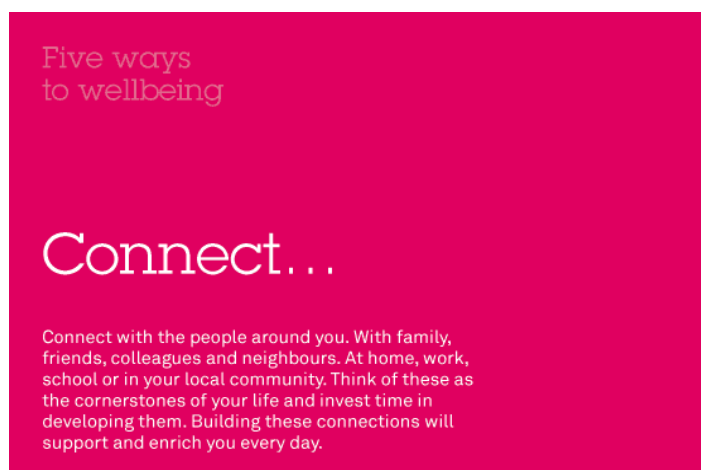 Five ways
to wellbeing
Connect...
Connect with the people around you. With family,
friends, colleagues and neighbours. At home, work,
school or in your local community. Think of these as
the cornerstones of your life and invest time in
developing them. Building these connections will
support and enrich you every day.